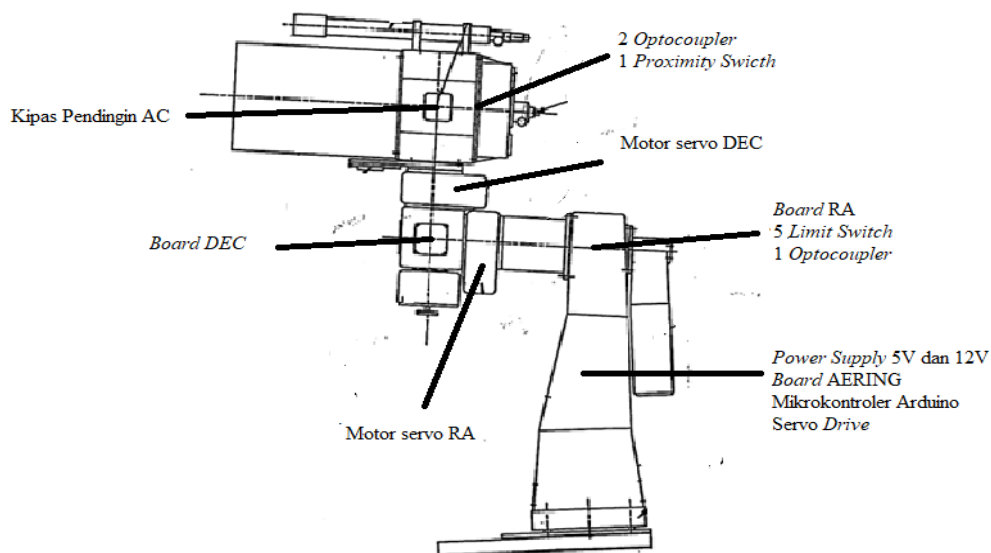 2 Optocoupler
1 Proximity Swicth
Kipas Pendingin AC
Motor servo DEC
Board DEC
Board RA
5 Limit Switch
1 Optocoupler
Power Supply 5V dan 12V
Board AERING
Mikrokontroler Arduino
Servo Drive
Motor servo RA